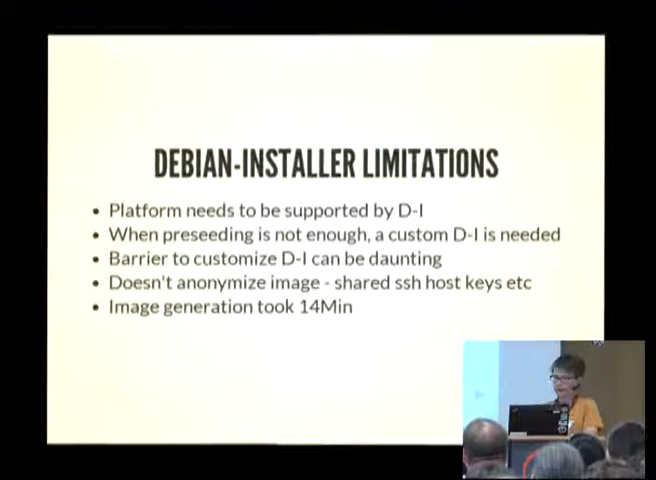 DEBIAN-INSTALLER LIMITATIONS
• Platform needs to be supported by D-I
• When preseeding is not enough, a custom D-I is needed
• Barrier to customize D-I can be daunting
• Doesn't anonymize image - shared ssh host keys etc
• Image generation took 14Min